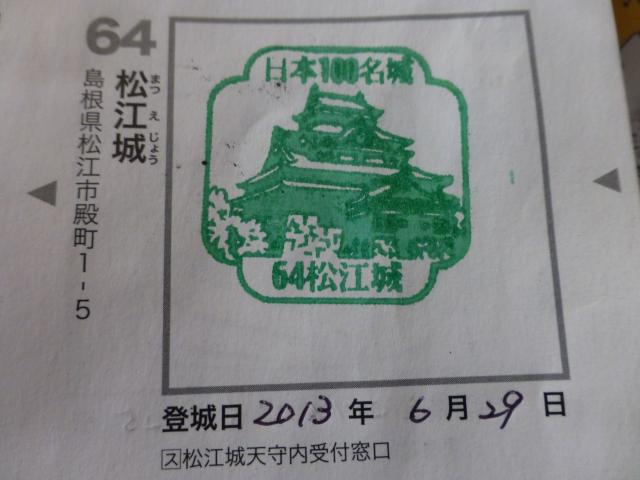 64
松江城
まつえじょう
島根県松江市殿町1-5
日本100名城
64松江城
登城日 2013 年 6 月 29 日
ス松江城天守内受付窓口